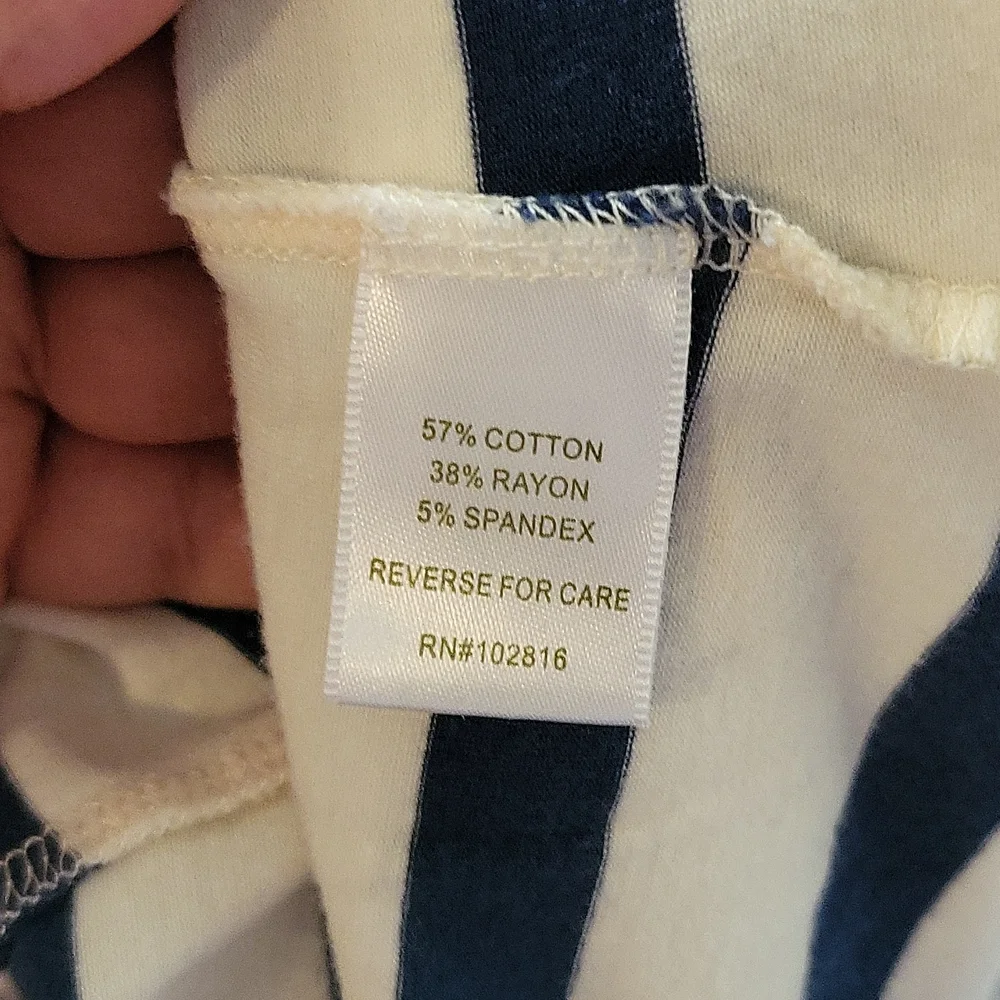 57% COTTON
38% RAYON
5% SPANDEX
REVERSE FOR CARE
RN#102816